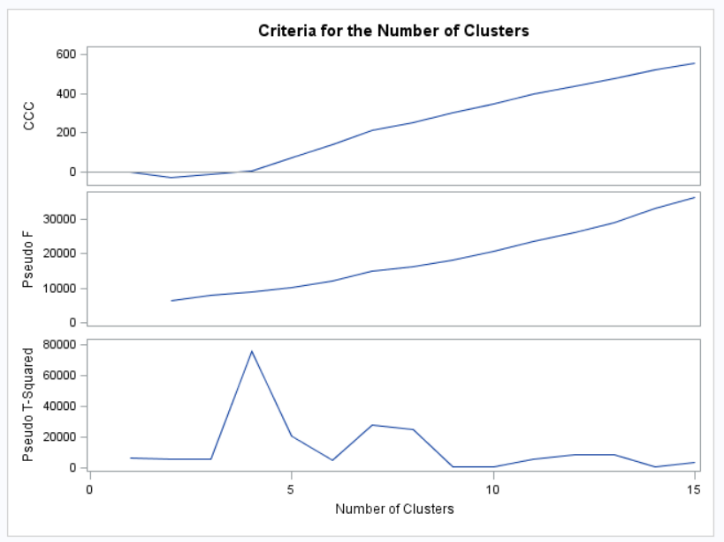 Criteria for the Number of Clusters
CCC
600
400
200
0
Pseudo F
30000
20000
10000
0
Pseudo T-Squared
80000
60000
40000
20000
0
0 5 10 15
Number of Clusters